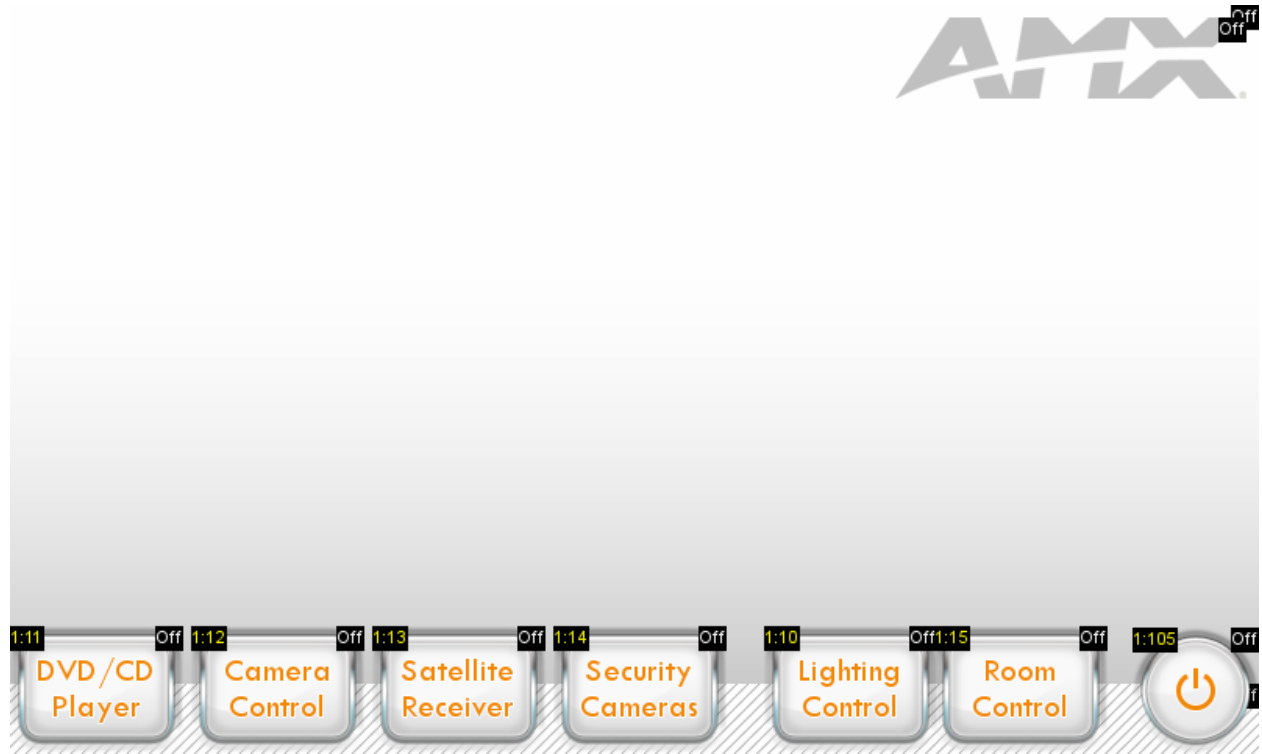 Off
Off
AMX®
1:11 Off 1:12 Off 1:13 Off 1:14 Off 1:10 Off 1:15 Off 1:105 Off
DVD/CD Camera Satellite Security Lighting Room
Player Control Receiver Cameras Control Control